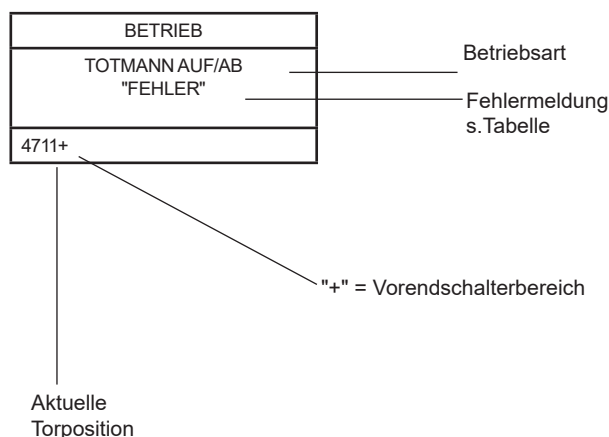 BETRIEB
TOTMANN AUF/AB
"FEHLER"
4711+
Betriebsart
Fehlermeldung
s.Tabelle
"+" = Vorendschalterbereich
Aktuelle
Torposition